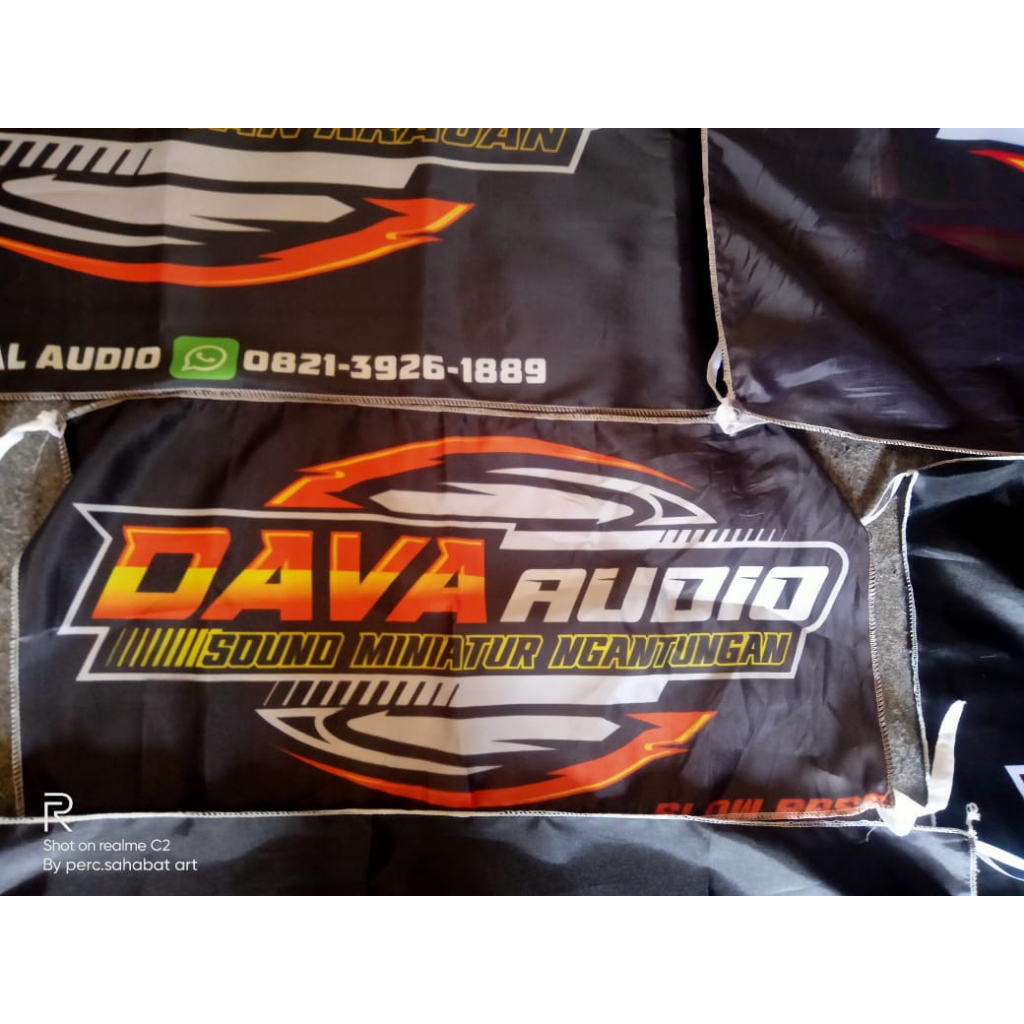 AL AUDIO 0821-3926-1889
DAVA AUDIO
SOUND MINIATUR NGANTUNGAN
Shot on realme C2
By perc.sahabat art